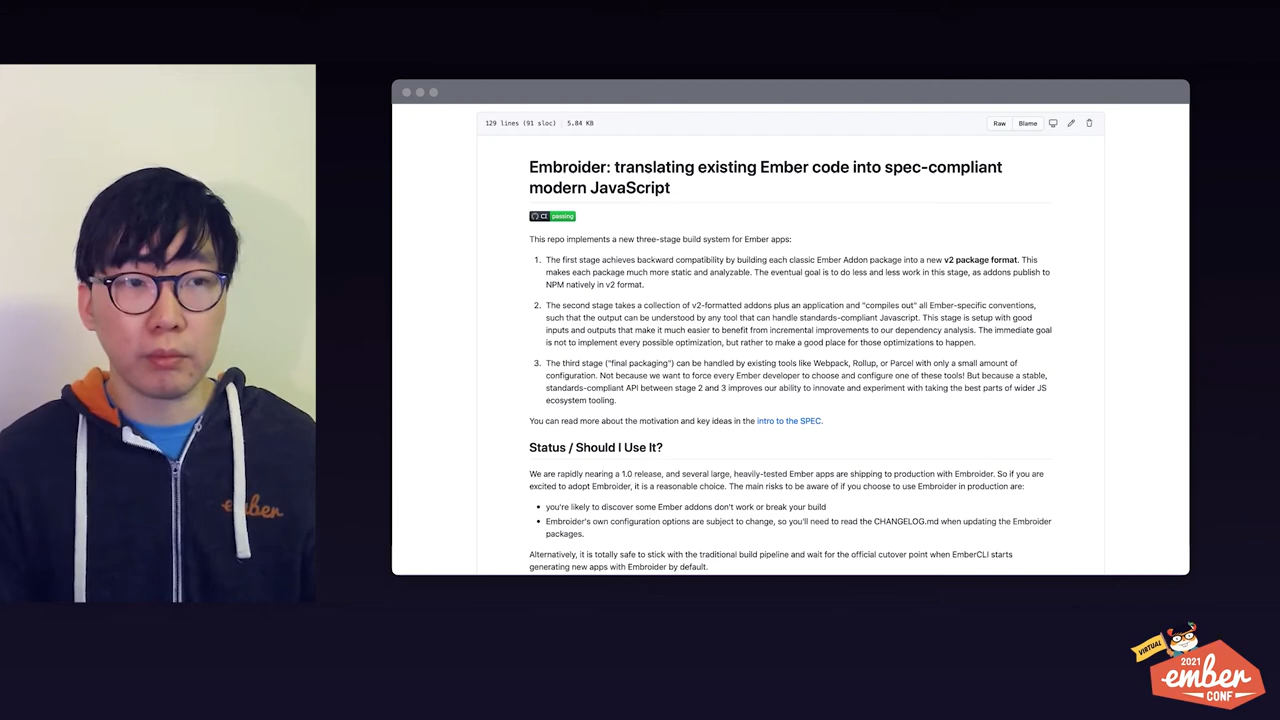 129 lines (91 sloc) 5.84 KB
Raw Blame
Embroider: translating existing Ember code into spec-compliant
modern JavaScript
CI passing
This repo implements a new three-stage build system for Ember apps:
1. The first stage achieves backward compatibility by building each classic Ember Addon package into a new v2 package format. This
makes each package much more static and analyzable. The eventual goal is to do less and less work in this stage, as addons publish to
NPM natively in v2 format.
2. The second stage takes a collection of v2-formatted addons plus an application and "compiles out" all Ember-specific conventions,
such that the output can be understood by any tool that can handle standards-compliant Javascript. This stage is setup with good
inputs and outputs that make it much easier to benefit from incremental improvements to our dependency analysis. The immediate goal
is not to implement every possible optimization, but rather to make a good place for those optimizations to happen.
3. The third stage ("final packaging") can be handled by existing tools like Webpack, Rollup, or Parcel with only a small amount of
configuration. Not because we want to force every Ember developer to choose and configure one of these tools! But because a stable,
standards-compliant API between stage 2 and 3 improves our ability to innovate and experiment with taking the best parts of wider JS
ecosystem tooling.
You can read more about the motivation and key ideas in the intro to the SPEC.
Status / Should I Use It?
We are rapidly nearing a 1.0 release, and several large, heavily-tested Ember apps are shipping to production with Embroider. So if you are
excited to adopt Embroider, it is a reasonable choice. The main risks to be aware of if you choose to use Embroider in production are:
• you're likely to discover some Ember addons don't work or break your build
• Embroider's own configuration options are subject to change, so you'll need to read the CHANGELOG.md when updating the Embroider
packages.
Alternatively, it is totally safe to stick with the traditional build pipeline and wait for the official cutover point when EmberCLI starts
generating new apps with Embroider by default.
ember
VIRTUAL
2021
ember
CONF